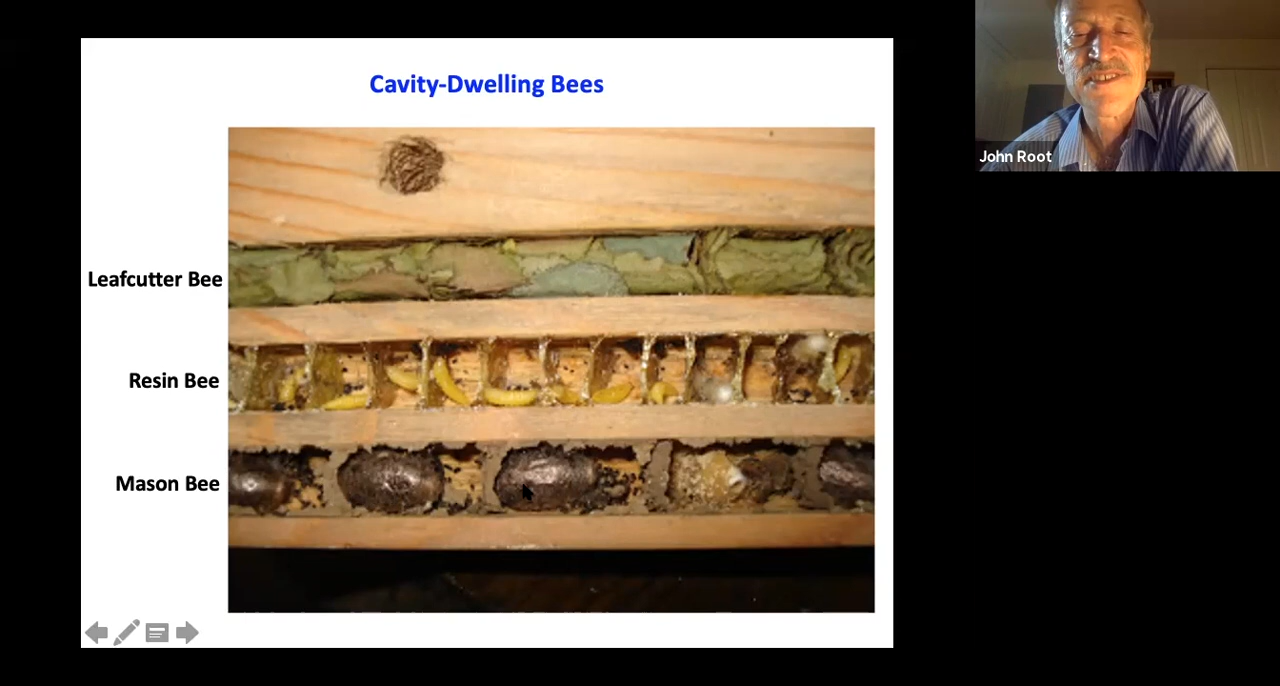 Cavity-Dwelling Bees
John Root
Leafcutter Bee
Resin Bee
Mason Bee